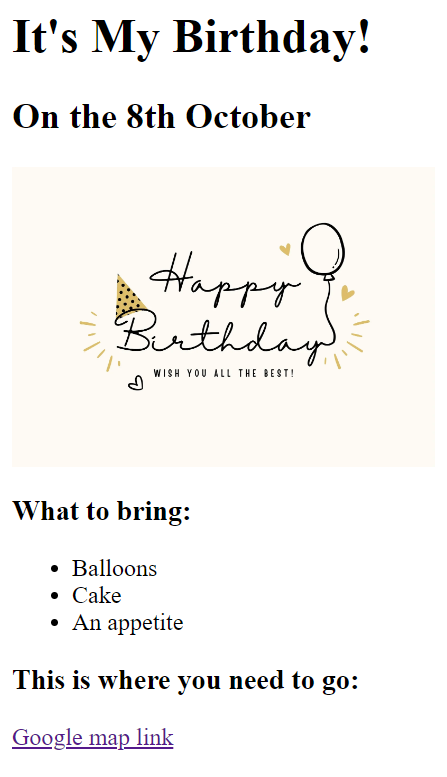 It's My Birthday!
On the 8th October
Happy
Birthday
WISH YOU ALL THE BEST!
What to bring:
Balloons
Cake
An appetite
This is where you need to go:
Google map link